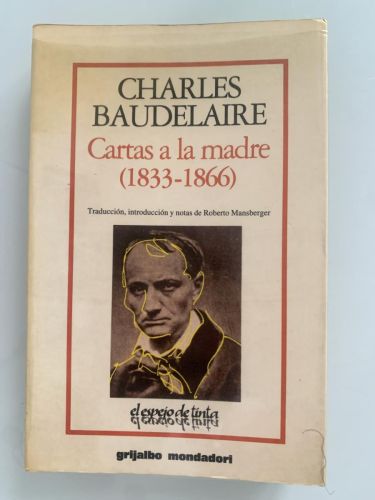 CHARLES
BAUDELAIRE
Cartas a la madre
(1833-1866)
Traducción, introducción y notas de Roberto Mansberger
el espejo de tinta
grijalbo mondadori